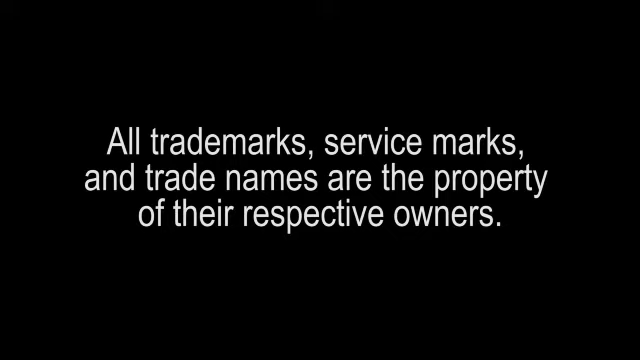 All trademarks, service marks,
and trade names are the property
of their respective owners.